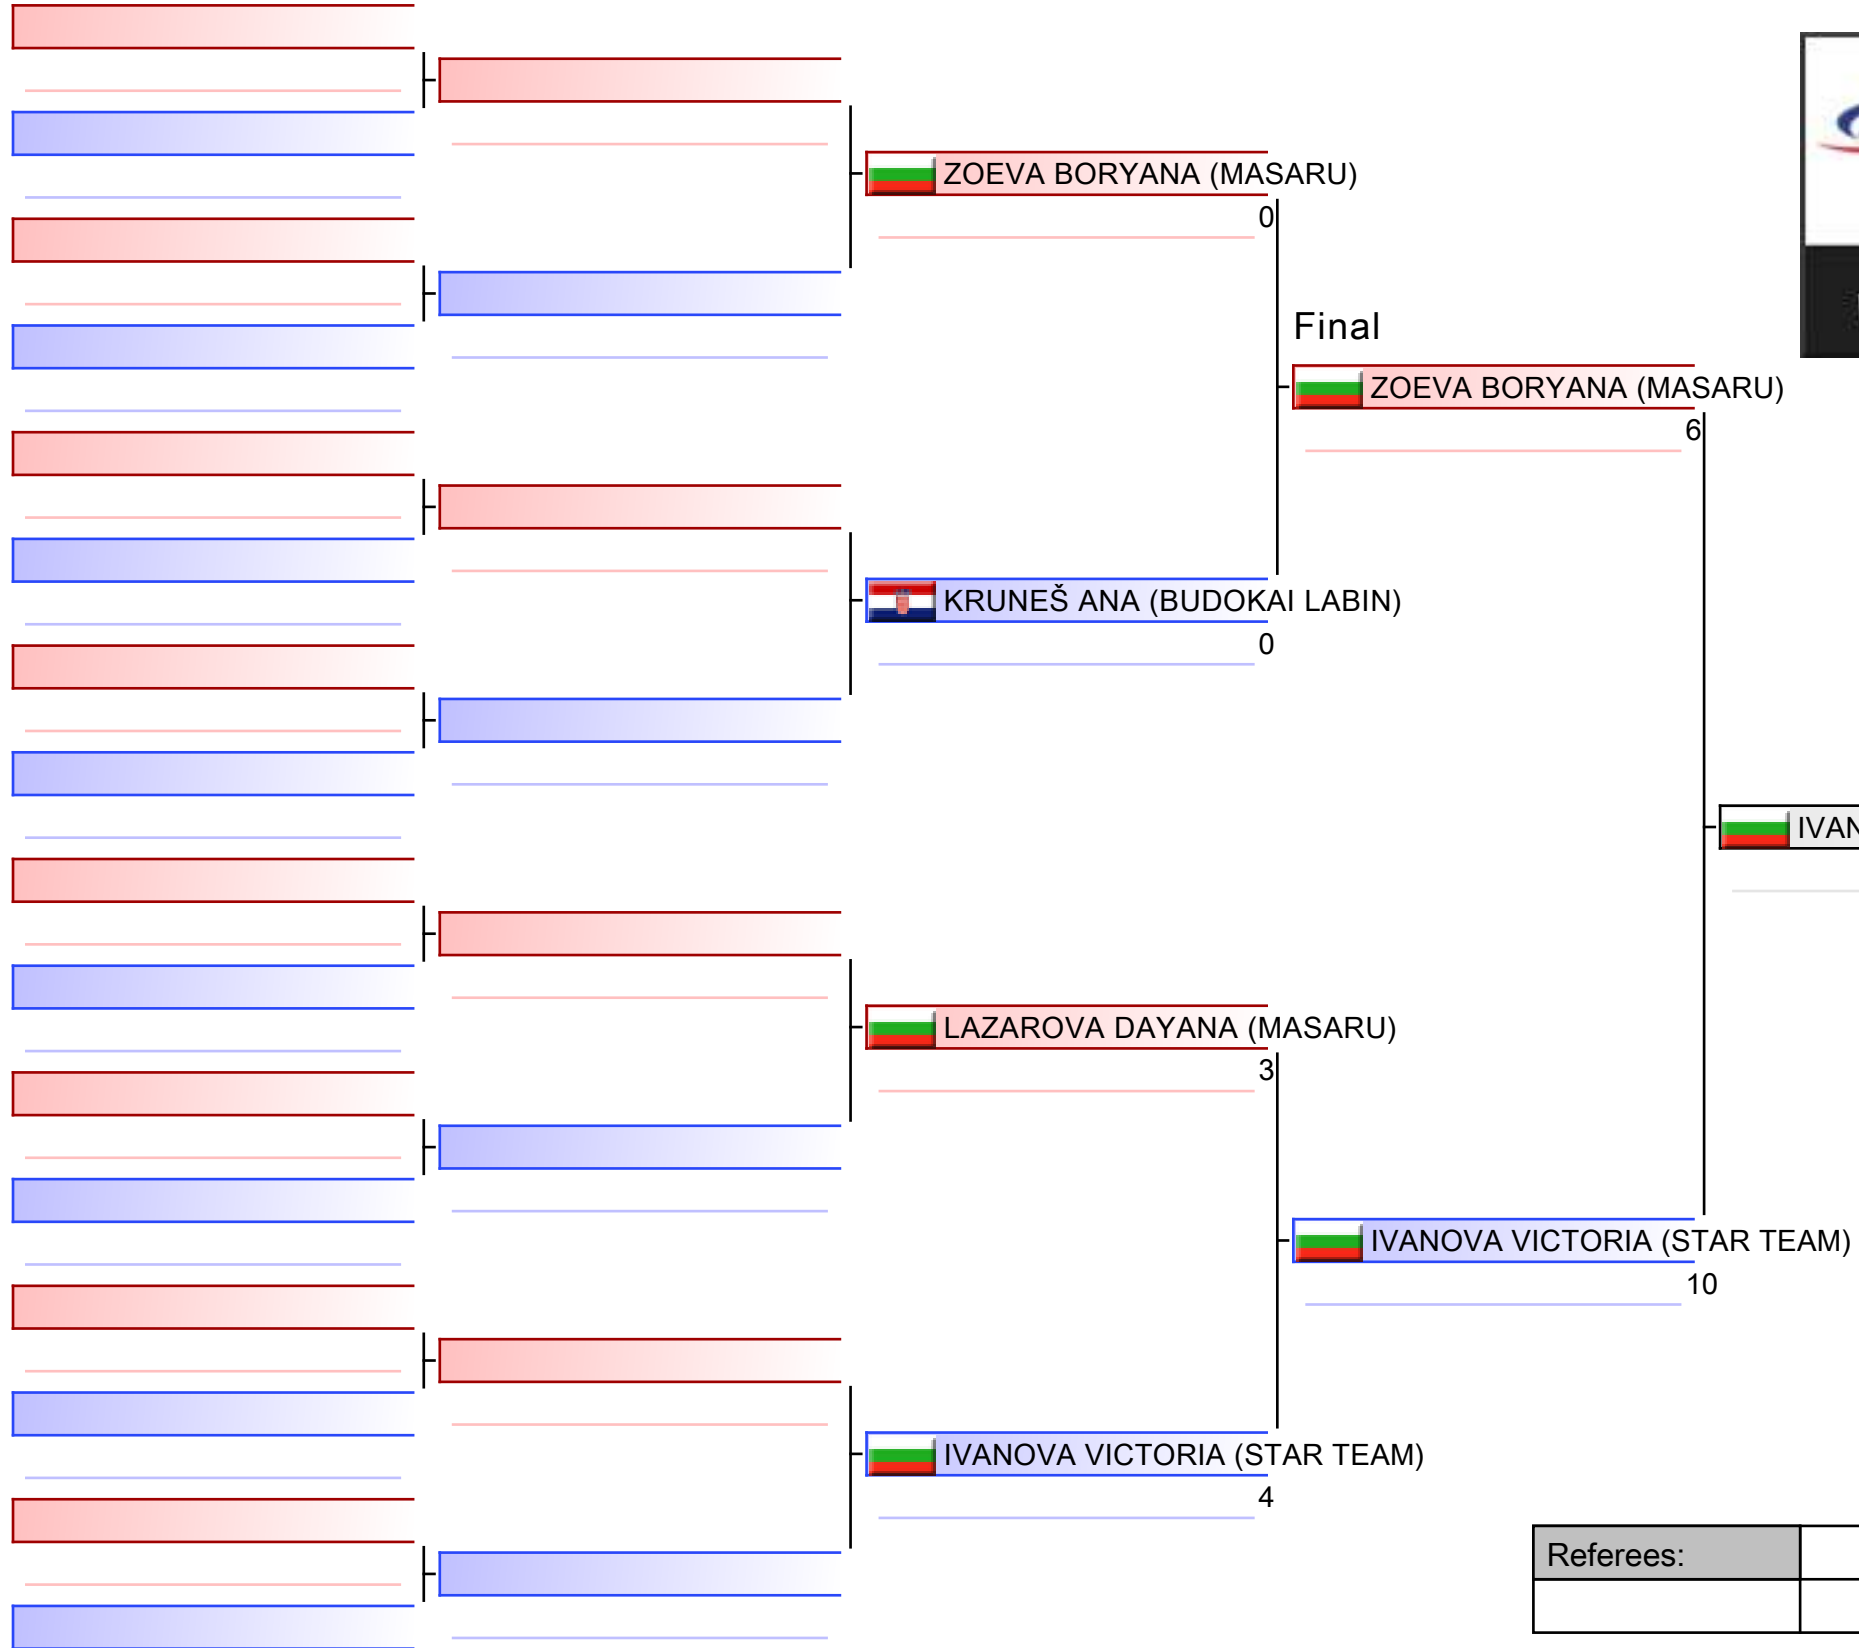 ZOEVA BORYANA (MASARU)
0
Final
ZOEVA BORYANA (MASARU)
6
KRUNEŠ ANA (BUDOKAI LABIN)
0
IVAN
LAZAROVA DAYANA (MASARU)
3
IVANOVA VICTORIA (STAR TEAM)
10
IVANOVA VICTORIA (STAR TEAM)
4
Referees: